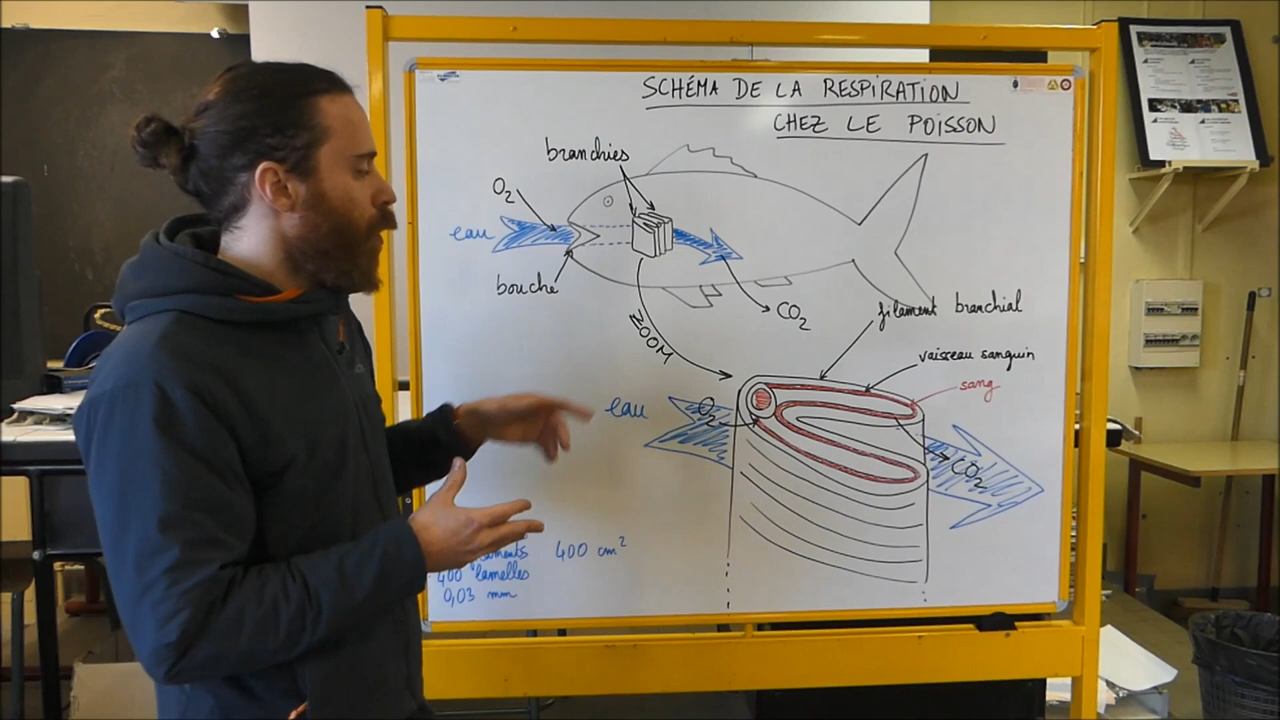 SCHÉMA DE LA RESPIRATION
CHEZ LE POISSON
branchies
O2
eau
bouche
CO2
ZOOM
filament branchial
vaisseau sanguin
sang
eau
O2
CO2
400 cm²
400 lamelles
0,03 mm